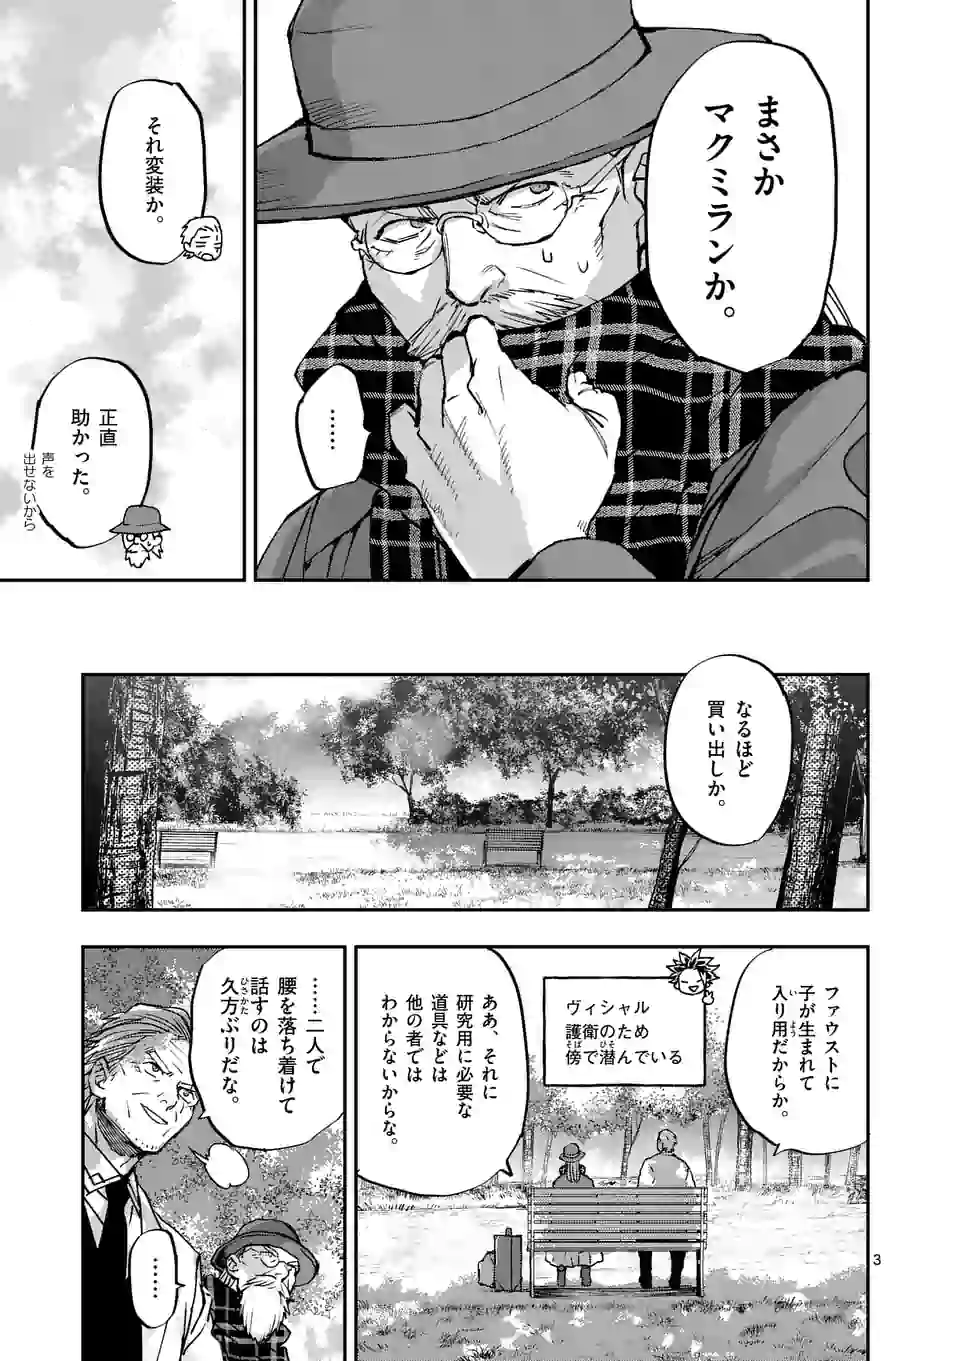 まさか
マクミランか。
……
それ変装か。
正直
助かった。
声を
出せないから
なるほど
買い出しか。
ファウストに
子が生まれて
入り用だからか。
ヴィシャル
護衛のため
傍で潜んでいる
ああ、それに
研究用に必要な
道具などは
他の者では
わからないからな。
……二人で
腰を落ち着けて
話すのは
久方ぶりだな。
……
3